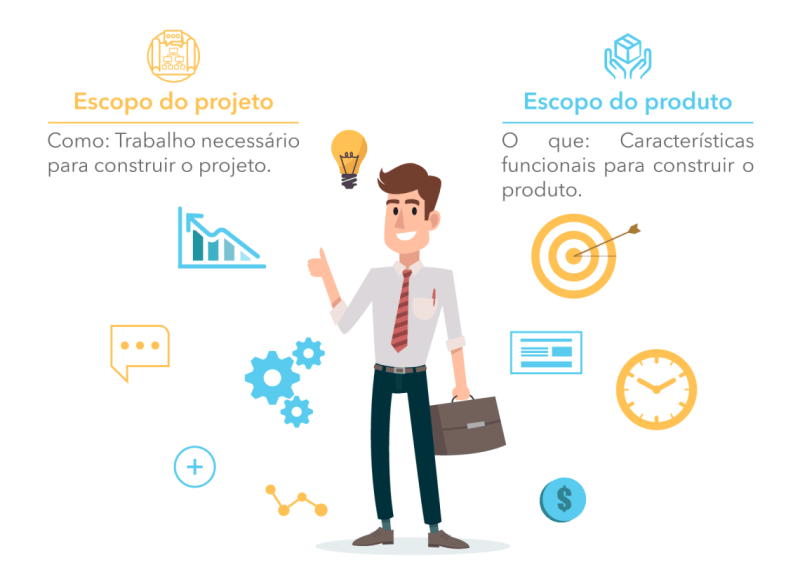 Escopo do projeto
Como: Trabalho necessário
para construir o projeto.
Escopo do produto
O que: Características
funcionais para construir o
produto.
$